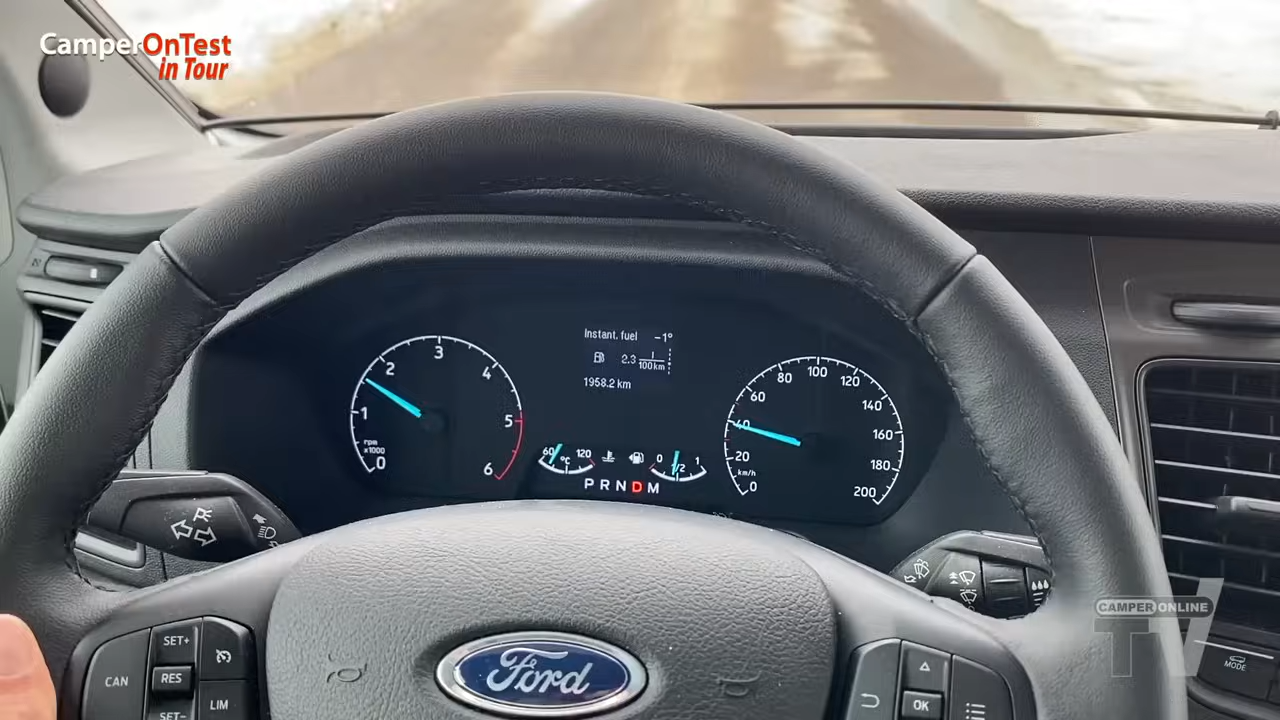 CamperOnTest
in Tour
Instant. fuel -1°
2.3 l
100km
1958.2 km
0 1 2 3 4 5 6
rpm
x1000
60 °C 120
0 1/2 1
P R N D M
0 20 40 60 80 100 120 140 160 180 200
km/h
CAN
SET+
RES
SET-
LIM
Ford
OK
MODE
CAMPER ONLINE
TV